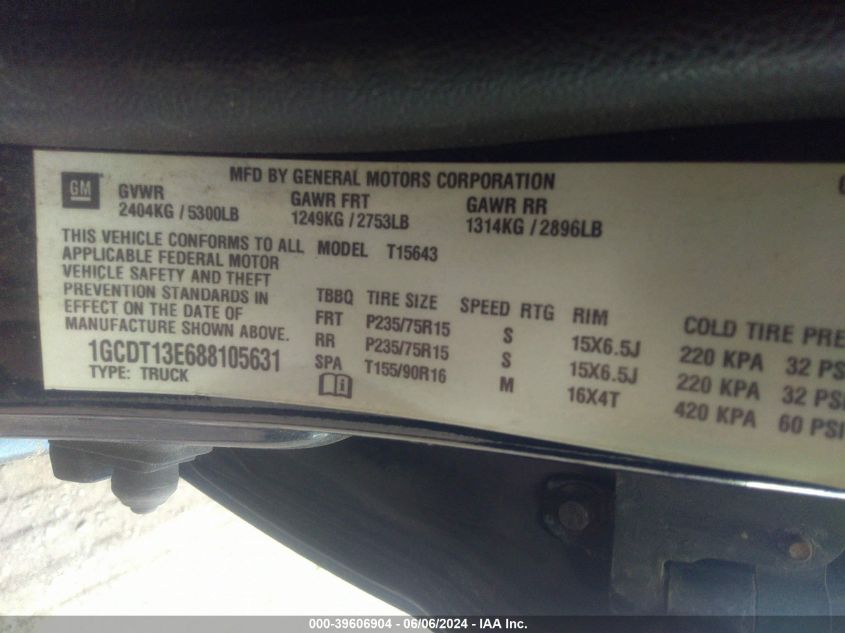 MFD BY GENERAL MOTORS CORPORATION
GM
GVWR GAWR FRT GAWR RR
2404KG / 5300LB 1249KG / 2753LB 1314KG / 2896LB
THIS VEHICLE CONFORMS TO ALL
APPLICABLE FEDERAL MOTOR
VEHICLE SAFETY AND THEFT
PREVENTION STANDARDS IN
EFFECT ON THE DATE OF
MANUFACTURE SHOWN ABOVE.
1GCDT13E688105631
TYPE: TRUCK
MODEL T15643
TBBQ TIRE SIZE SPEED RTG RIM COLD TIRE PRE
FRT P235/75R15 S 15X6.5J 220 KPA 32 PSI
RR P235/75R15 S 15X6.5J 220 KPA 32 PSI
SPA T155/90R16 M 16X4T 420 KPA 60 PSI
000-39606904 - 06/06/2024 - IAA Inc.